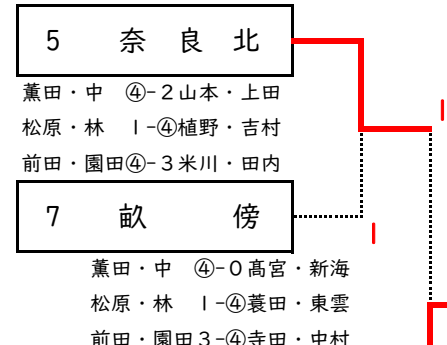 5 奈良北
薫田・中 ④-2山本・上田
松原・林 1-④植野・吉村
前田・園田④-3米川・田内
7 畝傍
薫田・中 ④-0髙宮・新海
松原・林 1-④蓑田・東雲
前田・園田3-④寺田・中村